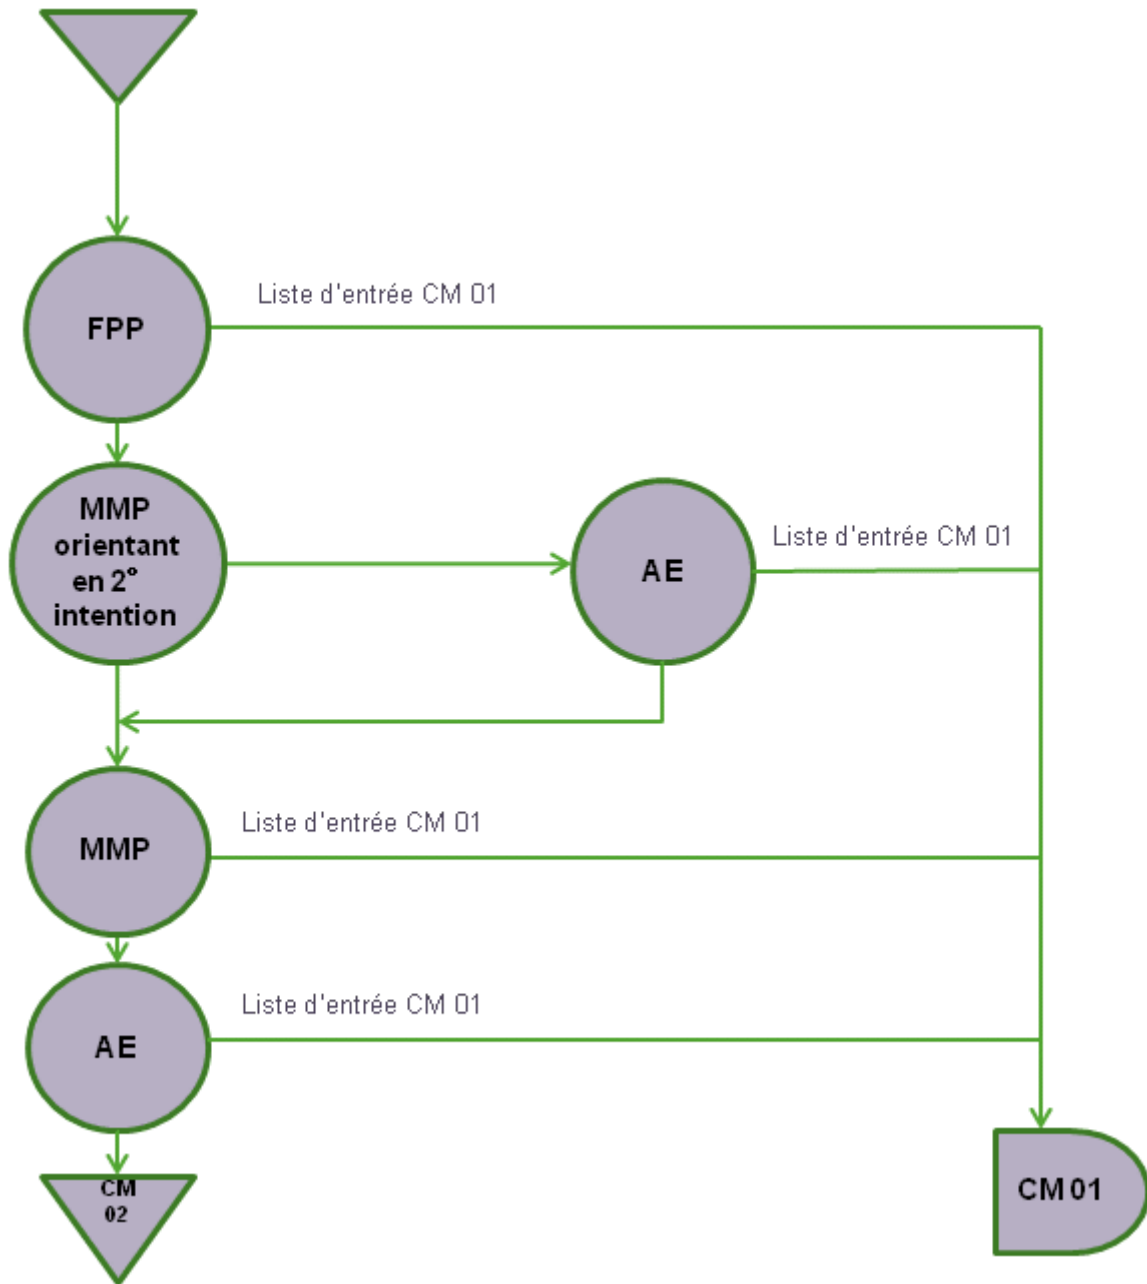 Liste d'entrée CM 01
FPP
MMP
orientant
en 2°
intention
Liste d'entrée CM 01
AE
Liste d'entrée CM 01
MMP
Liste d'entrée CM 01
AE
CM
02
CM 01